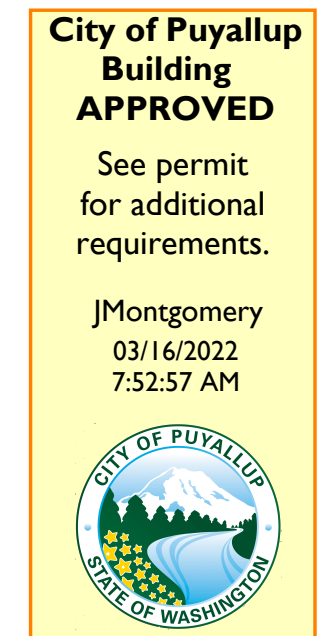 City of Puyallup
Building
APPROVED
See permit
for additional
requirements.
JMontgomery
03/16/2022
7:52:57 AM
CITY OF PUYALLUP
STATE OF WASHINGTON